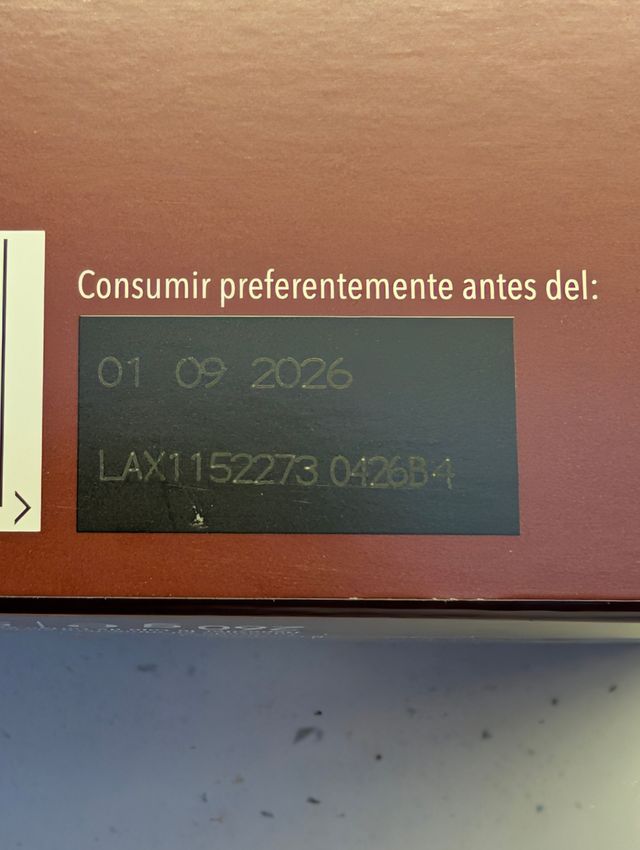 Consumir preferentemente antes del:
01 09 2026
LAX1152273 0426B4